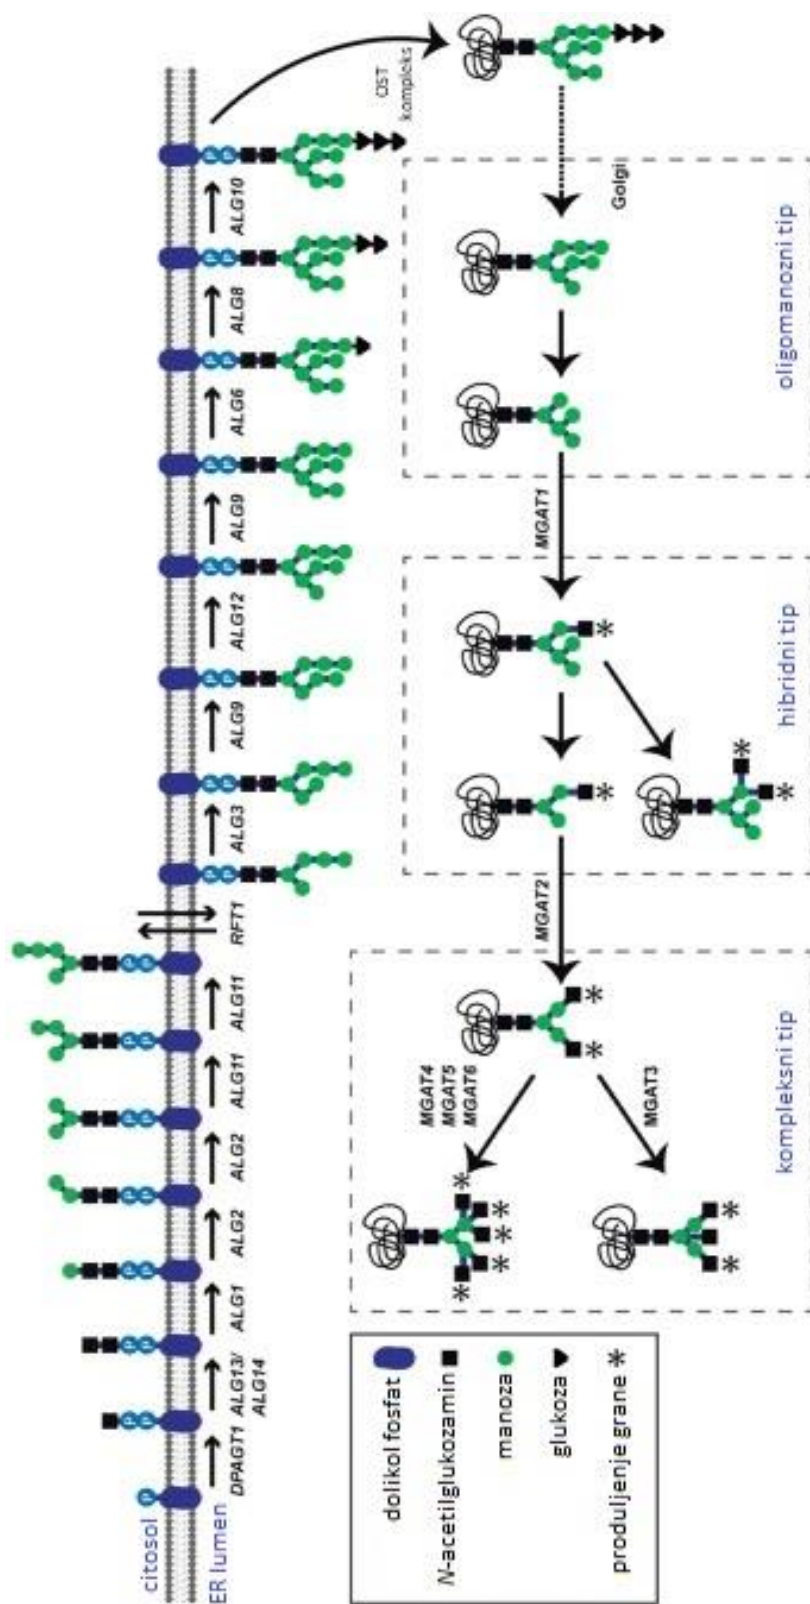 citosol
ER lumen
DPAGT1
ALG13/
ALG14
ALG1
ALG2
ALG2
ALG11
ALG11
RFT1
ALG3
ALG9
ALG12
ALG9
ALG6
ALG8
ALG10
OST
kompleks
dolikol fosfat
N-acetilglukozamin
manoza
glukoza
produljenje grane *
MGAT4
MGAT5
MGAT6
MGAT3
kompleksni tip
MGAT2
hibridni tip
MGAT1
oligomanozni tip
Golgi